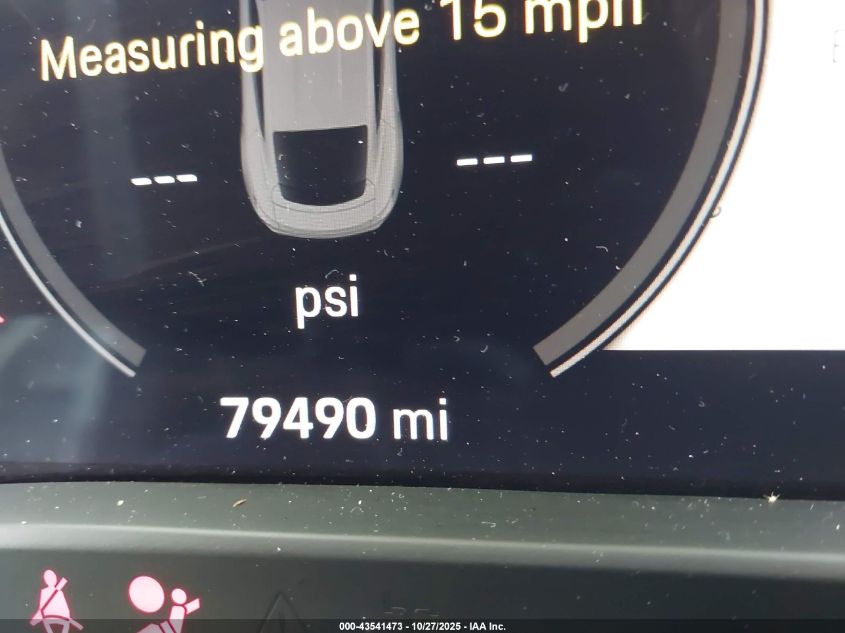 Measuring above 15 mph
--- ---
psi
79490 mi
000-43541473 - 10/27/2025 - IAA Inc.